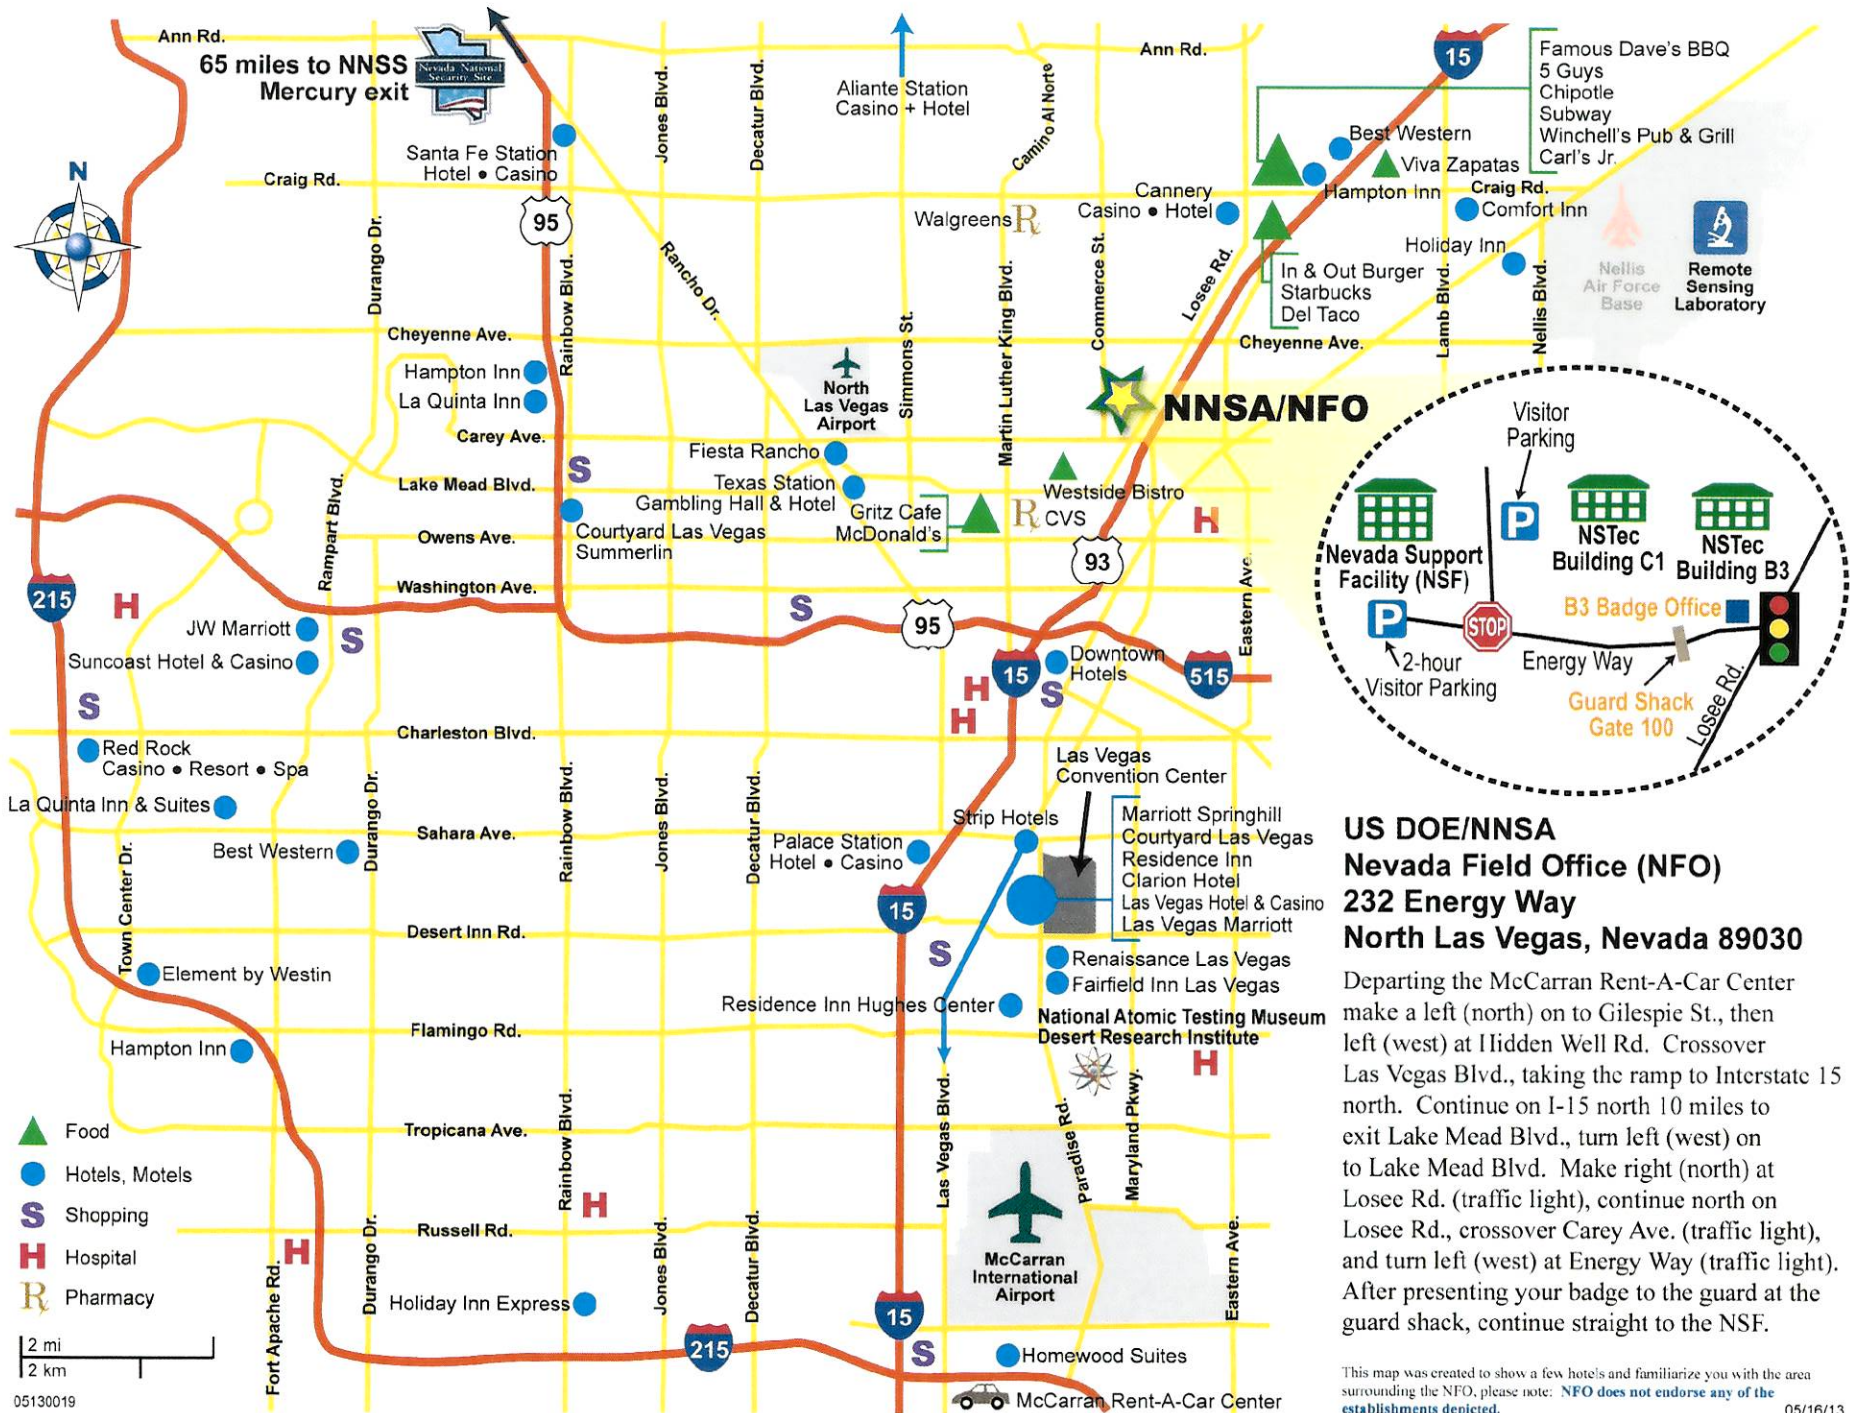 Ann Rd.
65 miles to NNSS
Mercury exit
Nevada National
Security Site
Ann Rd.
Aliante Station
Casino + Hotel
Jones Blvd.
Decatur Blvd.
Camino Al Norte
15
Famous Dave's BBQ
5 Guys
Chipotle
Subway
Winchell's Pub & Grill
Carl's Jr.
Santa Fe Station
Hotel • Casino
Best Western
Viva Zapatas
Hampton Inn
N
Craig Rd.
Craig Rd.
Cannery
Casino • Hotel
Walgreens
Comfort Inn
Holiday Inn
95
Durango Dr.
Rainbow Blvd.
Rancho Dr.
Simmons St.
Martin Luther King Blvd.
Commerce St.
Losee Rd.
In & Out Burger
Starbucks
Del Taco
Lamb Blvd.
Nellis Blvd.
Nellis
Air Force
Base
Remote
Sensing
Laboratory
Cheyenne Ave.
Cheyenne Ave.
Hampton Inn
La Quinta Inn
North
Las Vegas
Airport
NNSA/NFO
Carey Ave.
Fiesta Rancho
S
Lake Mead Blvd.
Texas Station
Gambling Hall & Hotel
Gritz Cafe
McDonald's
Westside Bistro
CVS
H
Rampart Blvd.
Courtyard Las Vegas
Summerlin
Owens Ave.
93
Washington Ave.
Eastern Ave.
215
H
S
95
JW Marriott
S
Suncoast Hotel & Casino
15
Downtown
Hotels
515
H
S
H
S
Visitor
Parking
P
Nevada Support
Facility (NSF)
NSTec
Building C1
NSTec
Building B3
B3 Badge Office
P
STOP
2-hour
Visitor Parking
Energy Way
Guard Shack
Gate 100
Losee Rd.
Charleston Blvd.
Red Rock
Casino • Resort • Spa
La Quinta Inn & Suites
Las Vegas
Convention Center
Durango Dr.
Rainbow Blvd.
Jones Blvd.
Decatur Blvd.
Sahara Ave.
Best Western
Town Center Dr.
Palace Station
Hotel • Casino
Strip Hotels
Marriott Springhill
Courtyard Las Vegas
Residence Inn
Clarion Hotel
Las Vegas Hotel & Casino
Las Vegas Marriott
15
Desert Inn Rd.
S
Element by Westin
Renaissance Las Vegas
Fairfield Inn Las Vegas
Residence Inn Hughes Center
National Atomic Testing Museum
Desert Research Institute
Flamingo Rd.
Hampton Inn
H
Tropicana Ave.
Rainbow Blvd.
Las Vegas Blvd.
Paradise Rd.
Maryland Pkwy.
H
Russell Rd.
H
Fort Apache Rd.
Durango Dr.
Jones Blvd.
Decatur Blvd.
Eastern Ave.
McCarran
International
Airport
Holiday Inn Express
15
215
S
Homewood Suites
McCarran Rent-A-Car Center
Food
Hotels, Motels
S Shopping
H Hospital
Pharmacy
2 mi
2 km
05130019
US DOE/NNSA
Nevada Field Office (NFO)
232 Energy Way
North Las Vegas, Nevada 89030
Departing the McCarran Rent-A-Car Center
make a left (north) on to Gilespie St., then
left (west) at Hidden Well Rd. Crossover
Las Vegas Blvd., taking the ramp to Interstate 15
north. Continue on I-15 north 10 miles to
exit Lake Mead Blvd., turn left (west) on
to Lake Mead Blvd. Make right (north) at
Losee Rd. (traffic light), continue north on
Losee Rd., crossover Carey Ave. (traffic light),
and turn left (west) at Energy Way (traffic light).
After presenting your badge to the guard at the
guard shack, continue straight to the NSF.
This map was created to show a few hotels and familiarize you with the area
surrounding the NFO, please note: NFO does not endorse any of the
establishments depicted.
05/16/13